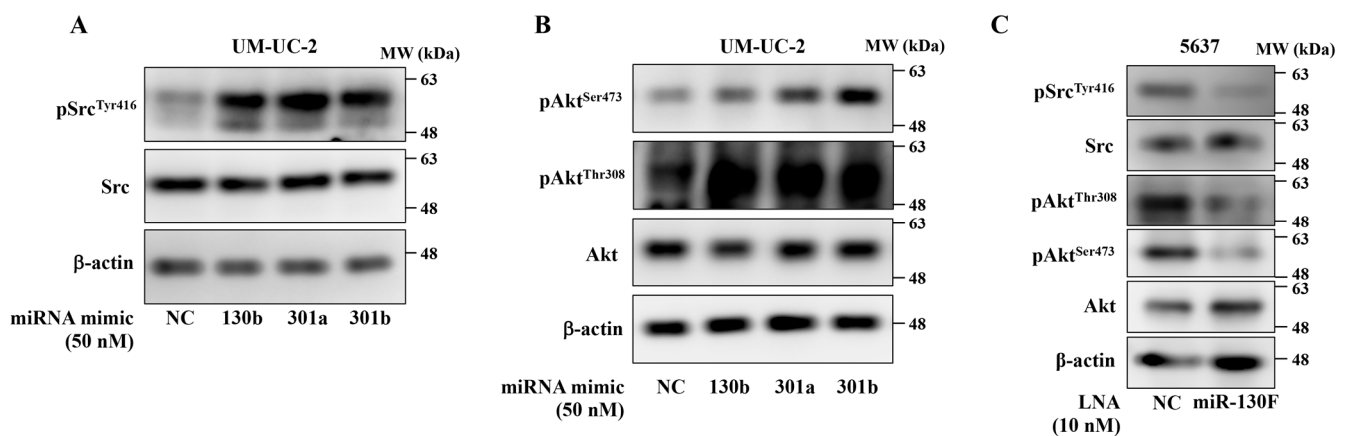 A
UM-UC-2
MW (kDa)
pSrcTyr416
63
48
Src
63
48
β-actin
48
miRNA mimic
(50 nM)
NC 130b 301a 301b
B
UM-UC-2
MW (kDa)
pAktSer473
63
48
pAktThr308
63
48
Akt
63
48
β-actin
48
miRNA mimic
(50 nM)
NC 130b 301a 301b
C
5637
MW (kDa)
pSrcTyr416
63
48
Src
63
48
pAktThr308
63
48
pAktSer473
63
48
Akt
63
48
β-actin
48
LNA
(10 nM)
NC miR-130F